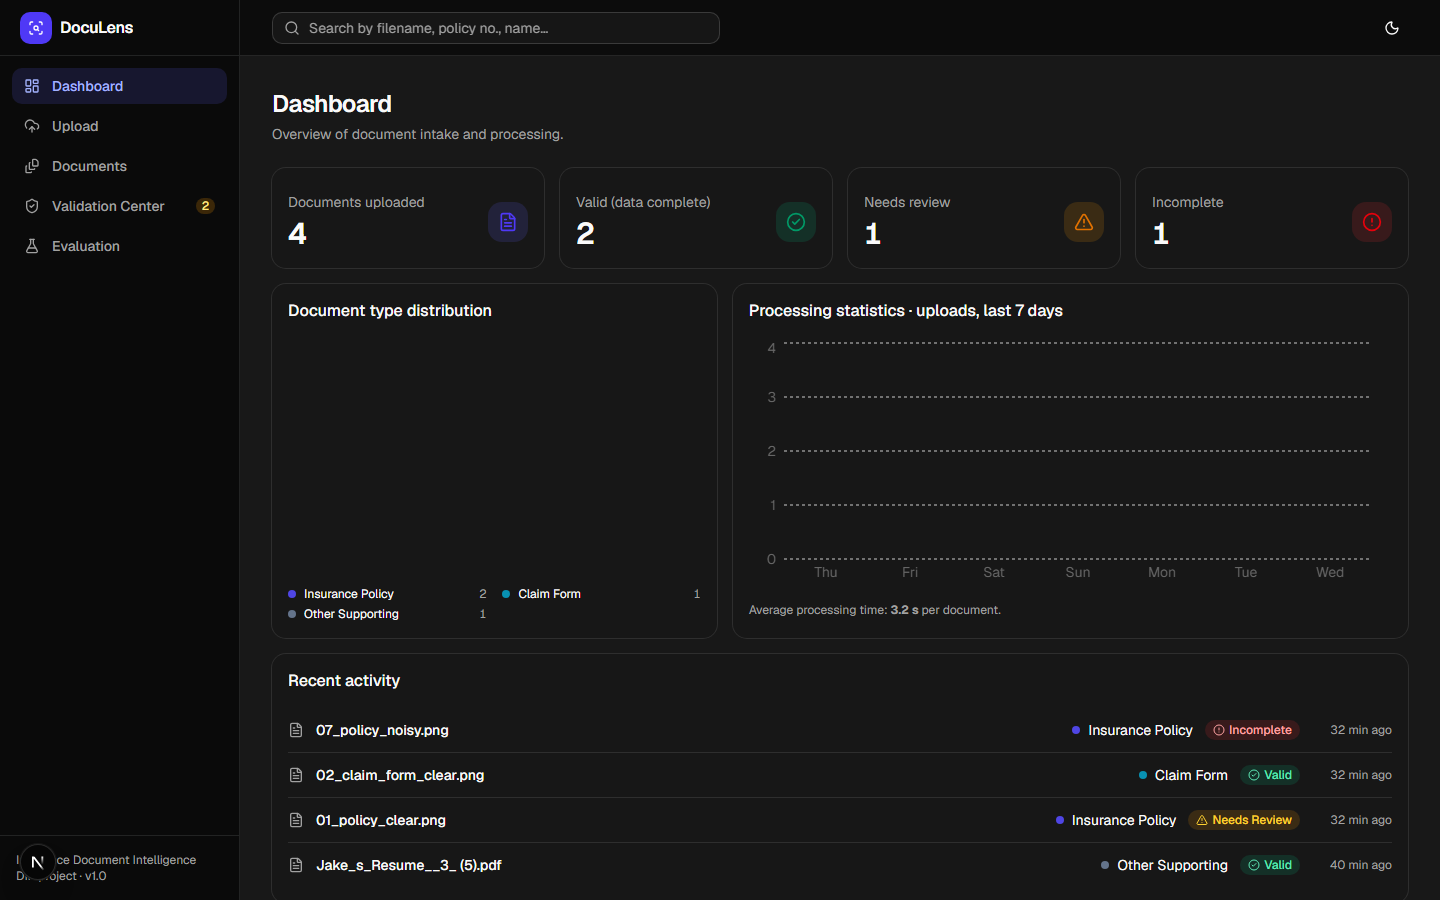 DocuLens
Search by filename, policy no., name...
Dashboard
Upload
Documents
Validation Center 2
Evaluation
Dashboard
Overview of document intake and processing.
Documents uploaded
4
Valid (data complete)
2
Needs review
1
Incomplete
1
Document type distribution
Insurance Policy 2
Claim Form 1
Other Supporting 1
Processing statistics · uploads, last 7 days
4
3
2
1
0
Thu Fri Sat Sun Mon Tue Wed
Average processing time: 3.2 s per document.
Recent activity
07_policy_noisy.png Insurance Policy Incomplete 32 min ago
02_claim_form_clear.png Claim Form Valid 32 min ago
01_policy_clear.png Insurance Policy Needs Review 32 min ago
Jake_s_Resume__3_ (5).pdf Other Supporting Valid 40 min ago
N
Document Intelligence
· v1.0